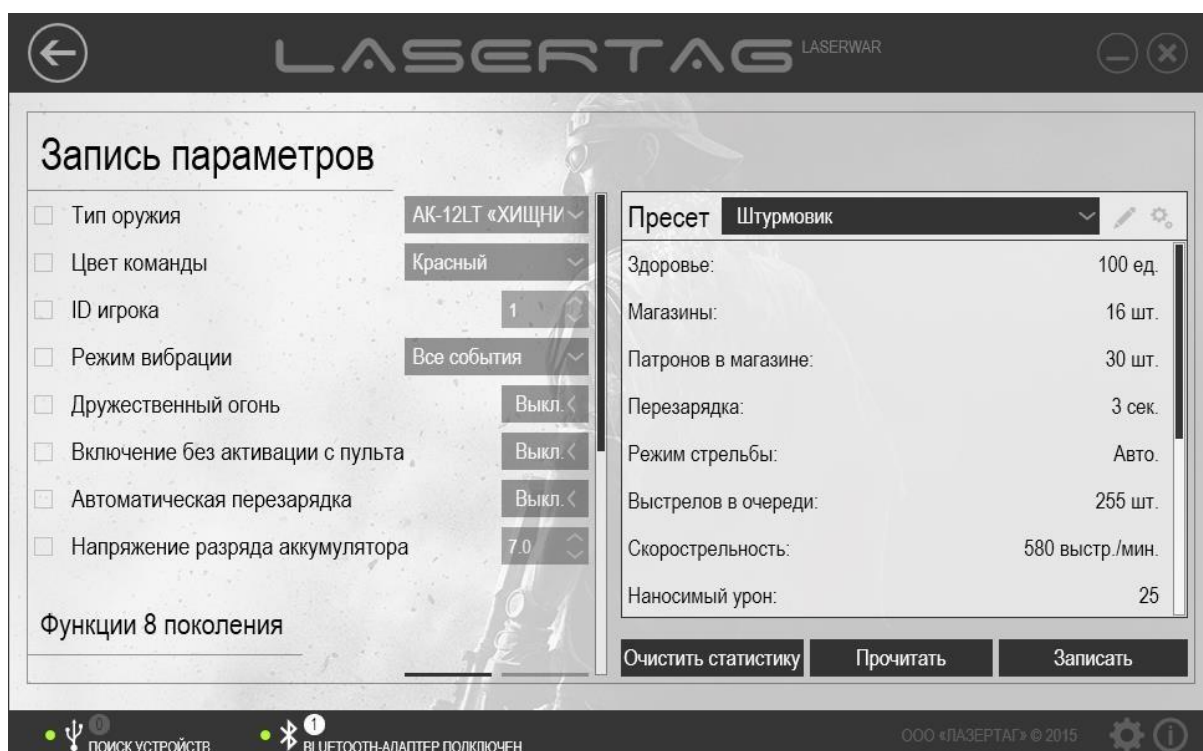 LASERTAG LASERWAR
Запись параметров
Тип оружия АК-12LT «ХИЩНИ
Цвет команды Красный
ID игрока 1
Режим вибрации Все события
Дружественный огонь Выкл.
Включение без активации с пульта Выкл.
Автоматическая перезарядка Выкл.
Напряжение разряда аккумулятора 7.0
Функции 8 поколения
Пресет Штурмовик
Здоровье: 100 ед.
Магазины: 16 шт.
Патронов в магазине: 30 шт.
Перезарядка: 3 сек.
Режим стрельбы: Авто.
Выстрелов в очереди: 255 шт.
Скорострельность: 580 выстр./мин.
Наносимый урон: 25
Очистить статистику Прочитать Записать
0 ПОИСК УСТРОЙСТВ 1 BLUETOOTH-АДАПТЕР ПОДКЛЮЧЕН ООО «ЛАЗЕРТАГ» © 2015